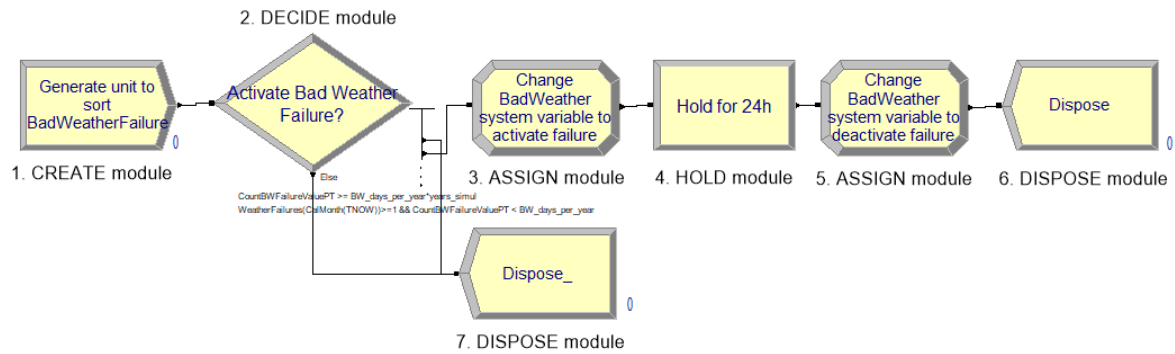 2. DECIDE module
Generate unit to
sort
BadWeatherFailure
0
1. CREATE module
Activate Bad Weather
Failure?
Else
CountBWFailureValuePT >= BW_days_per_year*years_simul
WeatherFailures(CalMonth(TNOW))>=1 && CountBWFailureValuePT < BW_days_per_year
Change
BadWeather
system variable to
activate failure
3. ASSIGN module
Hold for 24h
4. HOLD module
Change
BadWeather
system variable to
deactivate failure
5. ASSIGN module
Dispose
0
6. DISPOSE module
Dispose_
0
7. DISPOSE module